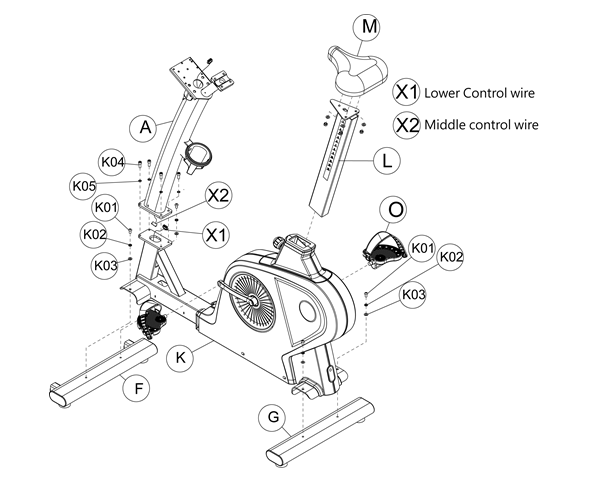 M
X1 Lower Control wire
X2 Middle control wire
A
K04
L
K05
X2
K01
O
X1
K01
K02
K02
K03
K03
K
F
G